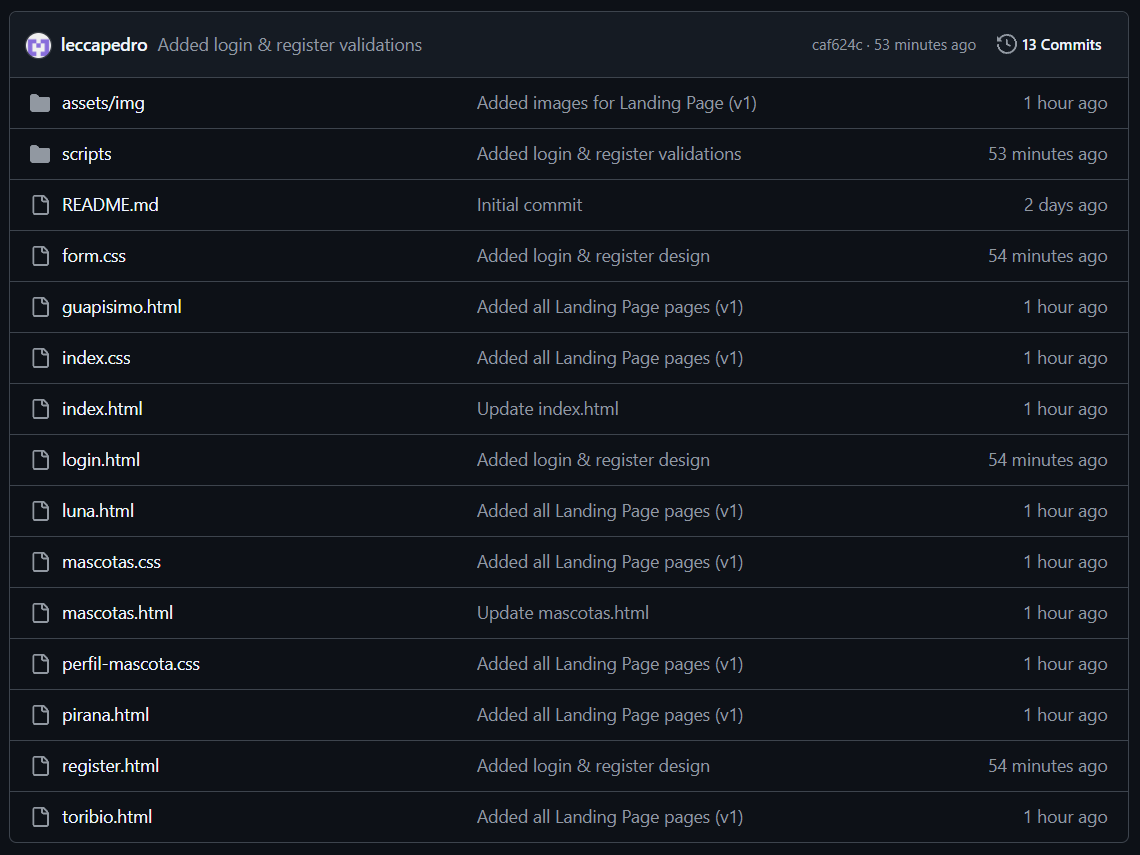 leccapedro Added login & register validations caf624c · 53 minutes ago 13 Commits
assets/img Added images for Landing Page (v1) 1 hour ago
scripts Added login & register validations 53 minutes ago
README.md Initial commit 2 days ago
form.css Added login & register design 54 minutes ago
guapisimo.html Added all Landing Page pages (v1) 1 hour ago
index.css Added all Landing Page pages (v1) 1 hour ago
index.html Update index.html 1 hour ago
login.html Added login & register design 54 minutes ago
luna.html Added all Landing Page pages (v1) 1 hour ago
mascotas.css Added all Landing Page pages (v1) 1 hour ago
mascotas.html Update mascotas.html 1 hour ago
perfil-mascota.css Added all Landing Page pages (v1) 1 hour ago
pirana.html Added all Landing Page pages (v1) 1 hour ago
register.html Added login & register design 54 minutes ago
toribio.html Added all Landing Page pages (v1) 1 hour ago